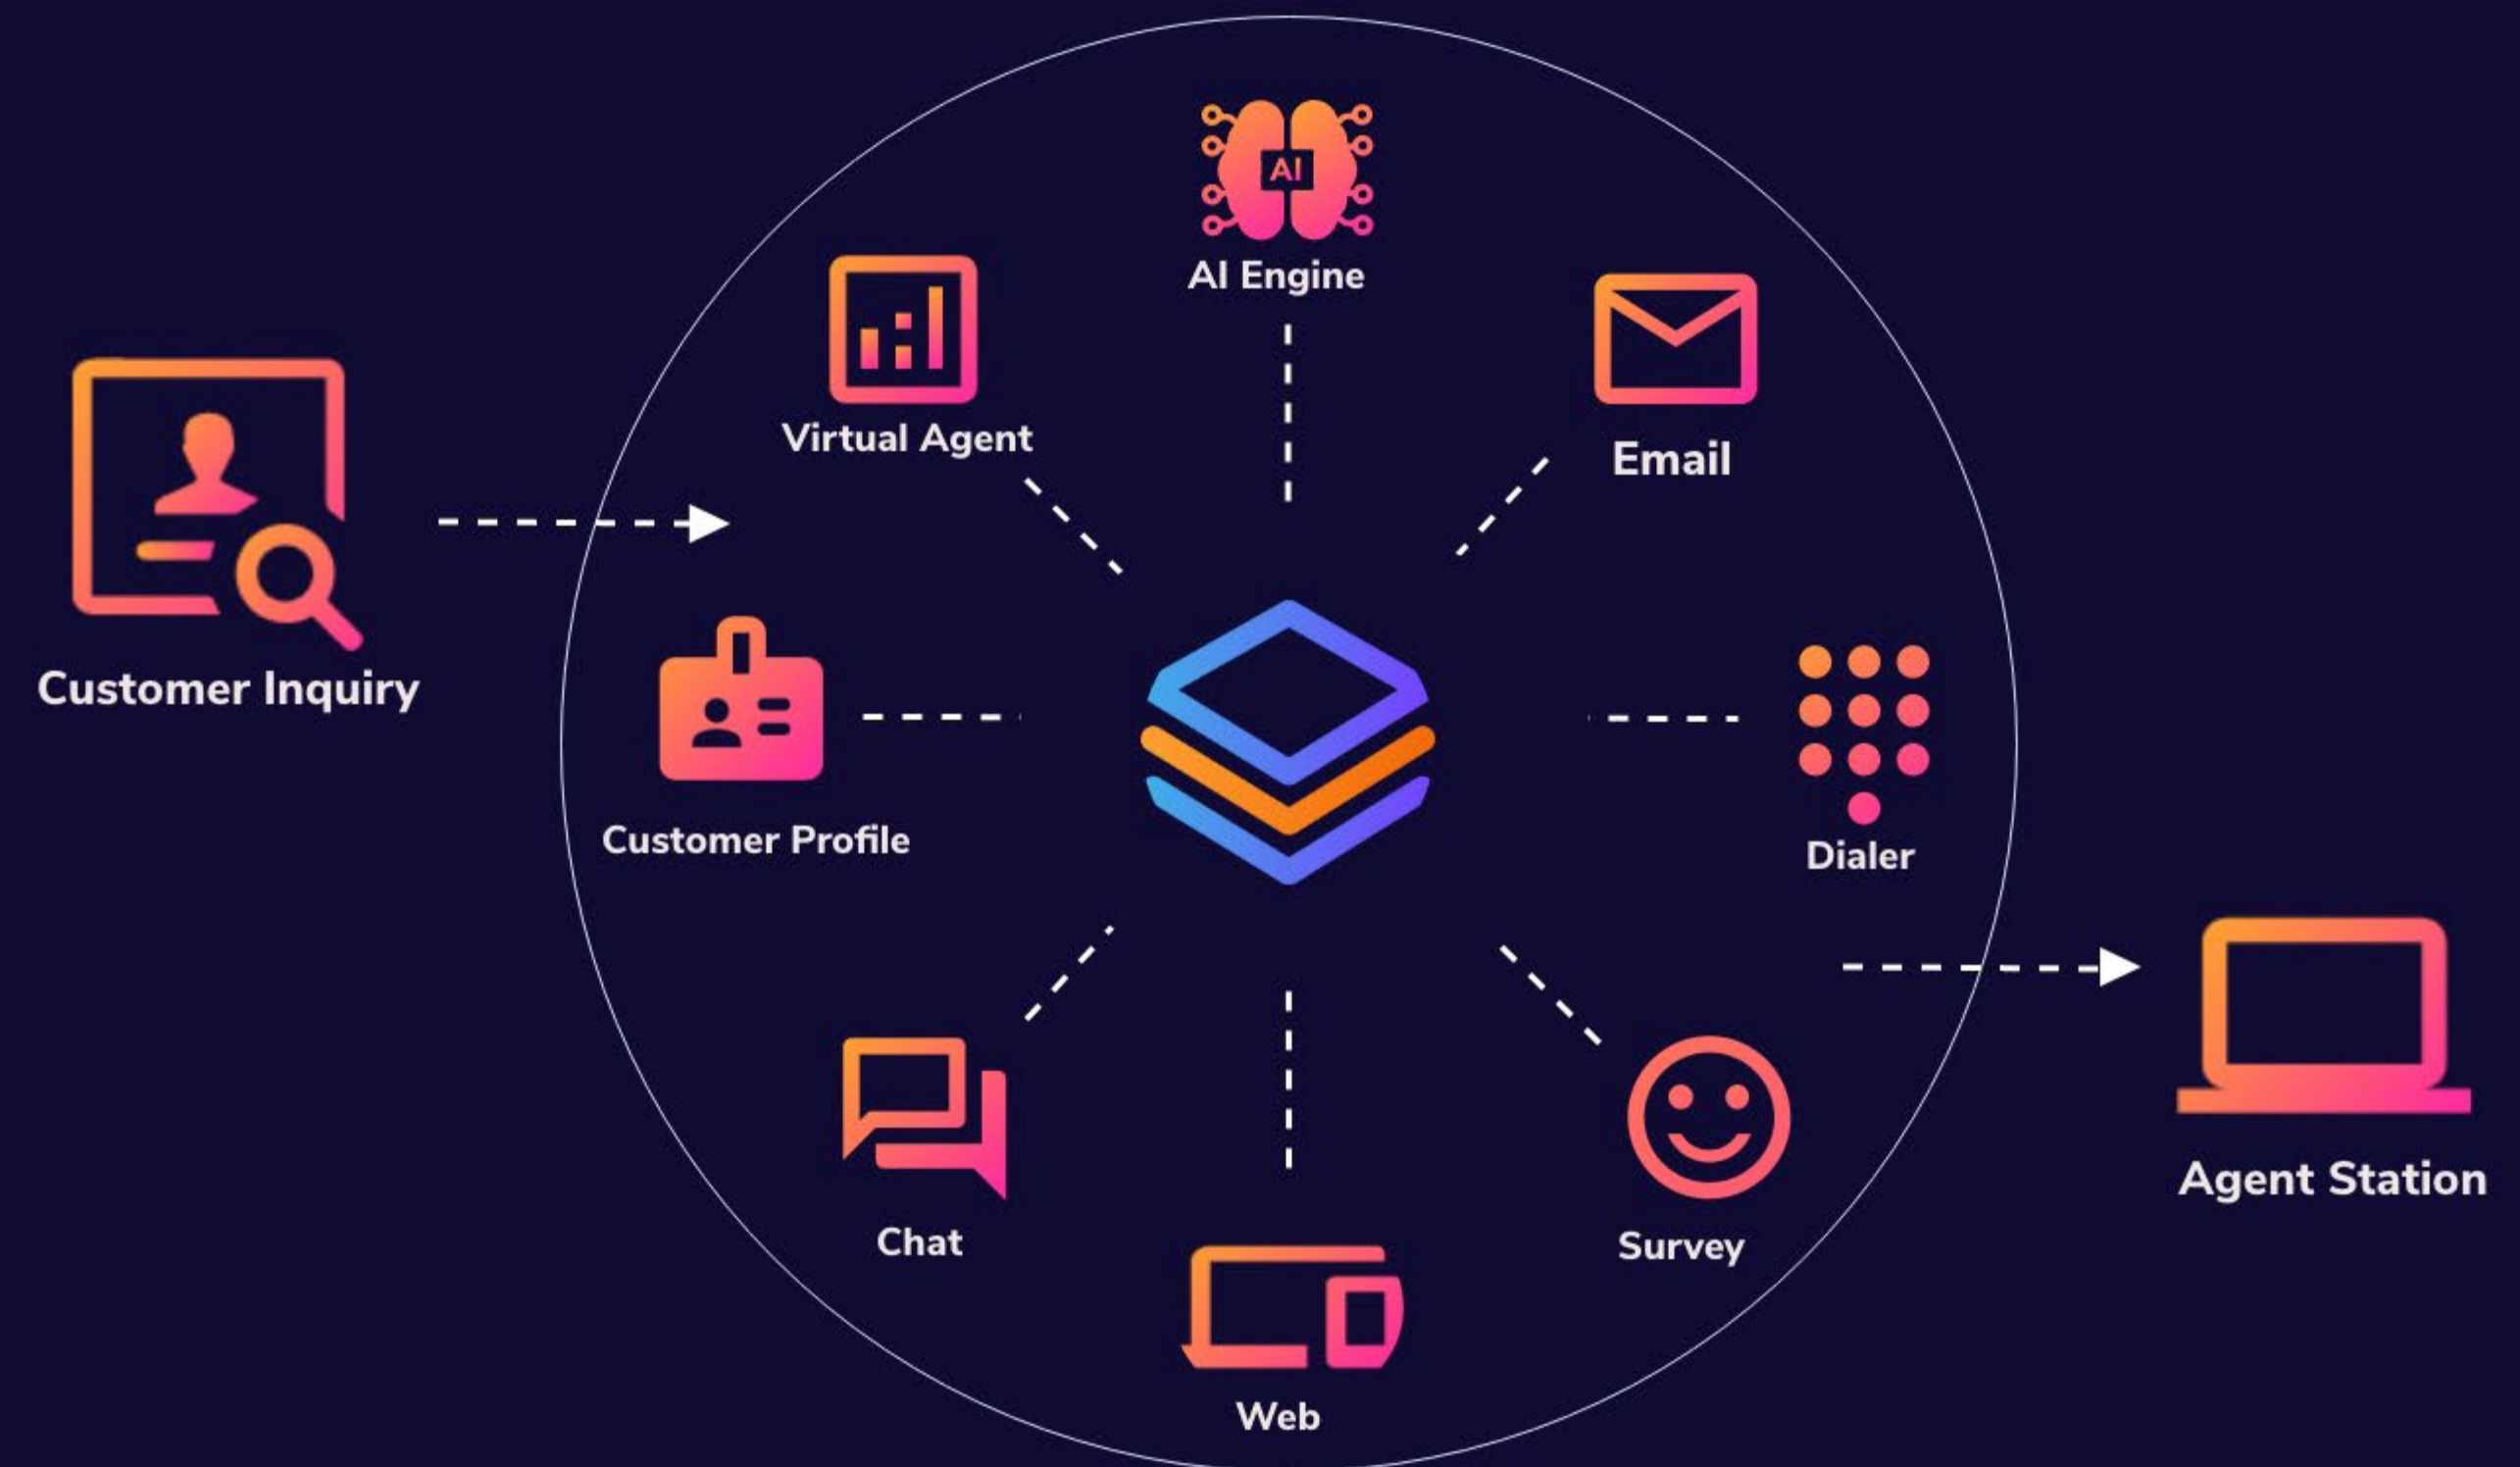 AI
AI Engine
Virtual Agent
Email
Customer Inquiry
Customer Profile
Dialer
Agent Station
Chat
Survey
Web